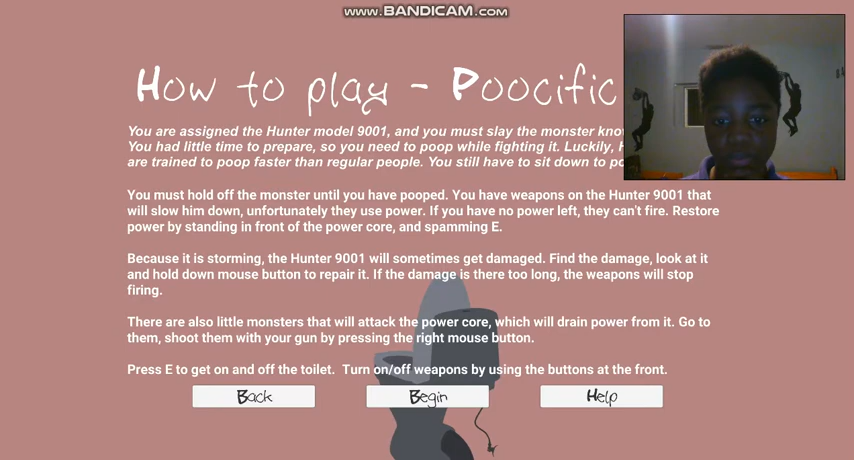 www.BANDICAM.com
How to play - Poocific
You are assigned the Hunter model 9001, and you must slay the monster
You had little time to prepare, so you need to poop while fighting it. Luckily,
are trained to poop faster than regular people. You still have to sit down to
You must hold off the monster until you have pooped. You have weapons on the Hunter 9001 that
will slow him down, unfortunately they use power. If you have no power left, they can't fire. Restore
power by standing in front of the power core, and spamming E.
Because it is storming, the Hunter 9001 will sometimes get damaged. Find the damage, look at it
and hold down mouse button to repair it. If the damage is there too long, the weapons will stop
firing.
There are also little monsters that will attack the power core, which will drain power from it. Go to
them, shoot them with your gun by pressing the right mouse button.
Press E to get on and off the toilet. Turn on/off weapons by using the buttons at the front.
Back
Begin
Help